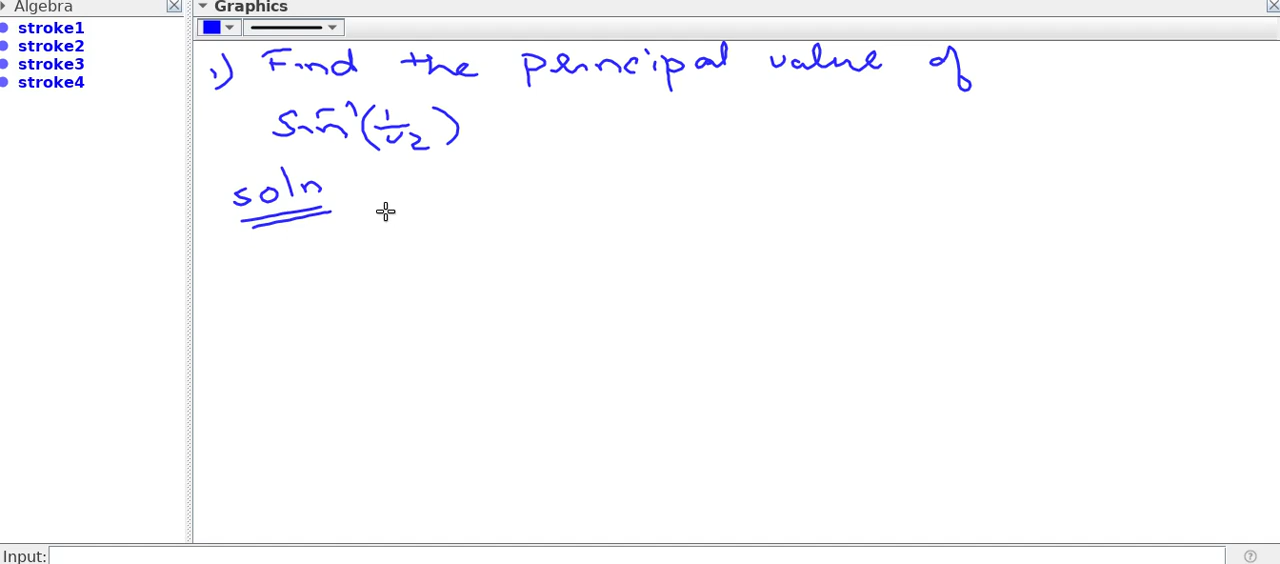 Algebra
Graphics
stroke1
stroke2
stroke3
stroke4
1) Find the principal value of
sin⁻¹(1/√2)
soln
Input: